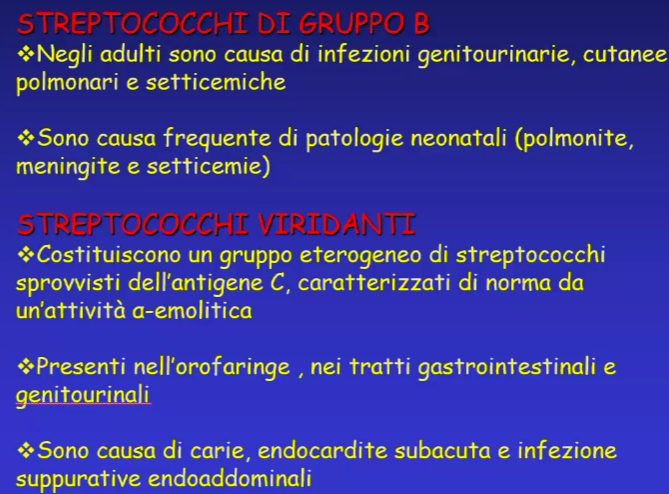 STREPTOCOCCHI DI GRUPPO B
❖Negli adulti sono causa di infezioni genitourinarie, cutanee
polmonari e setticemiche
❖Sono causa frequente di patologie neonatali (polmonite,
meningite e setticemie)
STREPTOCOCCHI VIRIDANTI
❖Costituiscono un gruppo eterogeneo di streptococchi
sprovvisti dell'antigene C, caratterizzati di norma da
un'attività α-emolitica
❖Presenti nell'orofaringe , nei tratti gastrointestinali e
genitourinali
❖Sono causa di carie, endocardite subacuta e infezione
suppurative endoaddominali